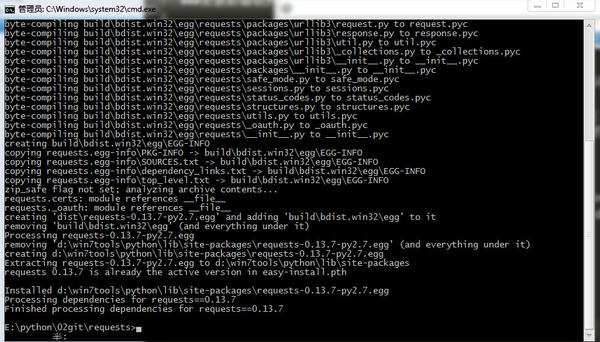 管理员: C:\Windows\system32\cmd.exe
byte-compiling build\bdist.win32\egg\requests\packages\urllib3\request.py to request.pyc
byte-compiling build\bdist.win32\egg\requests\packages\urllib3\response.py to response.pyc
byte-compiling build\bdist.win32\egg\requests\packages\urllib3\util.py to util.pyc
byte-compiling build\bdist.win32\egg\requests\packages\urllib3\_collections.py to _collections.pyc
byte-compiling build\bdist.win32\egg\requests\packages\urllib3\__init__.py to __init__.pyc
byte-compiling build\bdist.win32\egg\requests\packages\__init__.py to __init__.pyc
byte-compiling build\bdist.win32\egg\requests\safe_mode.py to safe_mode.pyc
byte-compiling build\bdist.win32\egg\requests\sessions.py to sessions.pyc
byte-compiling build\bdist.win32\egg\requests\status_codes.py to status_codes.pyc
byte-compiling build\bdist.win32\egg\requests\structures.py to structures.pyc
byte-compiling build\bdist.win32\egg\requests\utils.py to utils.pyc
byte-compiling build\bdist.win32\egg\requests\_oauth.py to _oauth.pyc
byte-compiling build\bdist.win32\egg\requests\__init__.py to __init__.pyc
creating build\bdist.win32\egg\EGG-INFO
copying requests.egg-info\PKG-INFO -> build\bdist.win32\egg\EGG-INFO
copying requests.egg-info\SOURCES.txt -> build\bdist.win32\egg\EGG-INFO
copying requests.egg-info\dependency_links.txt -> build\bdist.win32\egg\EGG-INFO
copying requests.egg-info\top_level.txt -> build\bdist.win32\egg\EGG-INFO
zip_safe flag not set; analyzing archive contents...
requests.certs: module references __file__
requests._oauth: module references __file__
creating 'dist\requests-0.13.7-py2.7.egg' and adding 'build\bdist.win32\egg' to it
removing 'build\bdist.win32\egg' (and everything under it)
Processing requests-0.13.7-py2.7.egg
removing 'd:\win7tools\python\lib\site-packages\requests-0.13.7-py2.7.egg' (and everything under it)
creating d:\win7tools\python\lib\site-packages\requests-0.13.7-py2.7.egg
Extracting requests-0.13.7-py2.7.egg to d:\win7tools\python\lib\site-packages
requests 0.13.7 is already the active version in easy-install.pth
Installed d:\win7tools\python\lib\site-packages\requests-0.13.7-py2.7.egg
Processing dependencies for requests==0.13.7
Finished processing dependencies for requests==0.13.7
E:\python\02git\requests>
半: